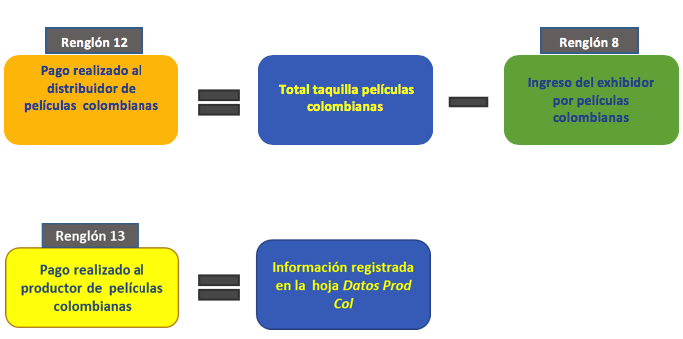 Renglón 12
Pago realizado al
distribuidor de
películas colombianas
Total taquilla películas
colombianas
Renglón 8
Ingreso del exhibidor
por películas
colombianas
Renglón 13
Pago realizado al
productor de películas
colombianas
Información registrada
en la hoja Datos Prod
Col